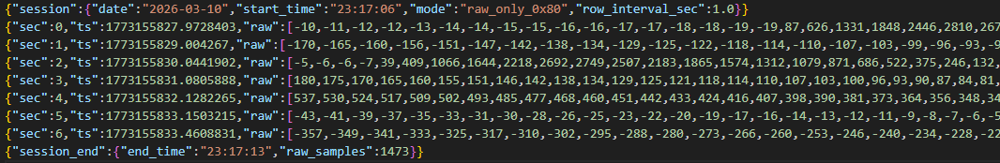 {"session":{"date":"2026-03-10","start_time":"23:17:06","mode":"raw_only_0x80","row_interval_sec":1.0}}
{"sec":0,"ts":1773155827.9728403,"raw":[-10,-11,-12,-12,-13,-14,-14,-15,-15,-16,-16,-17,-17,-18,-18,-19,-19,87,626,1331,1848,2446,2810,267
{"sec":1,"ts":1773155829.004267,"raw":[-170,-165,-160,-156,-151,-147,-142,-138,-134,-129,-125,-122,-118,-114,-110,-107,-103,-99,-96,-93,-9
{"sec":2,"ts":1773155830.0441902,"raw":[-5,-6,-6,-7,39,409,1066,1644,2218,2692,2749,2507,2183,1865,1574,1312,1079,871,686,522,375,246,132,
{"sec":3,"ts":1773155831.0805888,"raw":[180,175,170,165,160,155,151,146,142,138,134,129,125,121,118,114,110,107,103,100,96,93,90,87,84,81,
{"sec":4,"ts":1773155832.1282265,"raw":[537,530,524,517,509,502,493,485,477,468,460,451,442,433,424,416,407,398,390,381,373,364,356,348,34
{"sec":5,"ts":1773155833.1503215,"raw":[-43,-41,-39,-37,-35,-33,-31,-30,-28,-26,-25,-23,-22,-20,-19,-17,-16,-14,-13,-12,-11,-9,-8,-7,-6,-5
{"sec":6,"ts":1773155833.4608831,"raw":[-357,-349,-341,-333,-325,-317,-310,-302,-295,-288,-280,-273,-266,-260,-253,-246,-240,-234,-228,-22
{"session_end":{"end_time":"23:17:13","raw_samples":1473}}